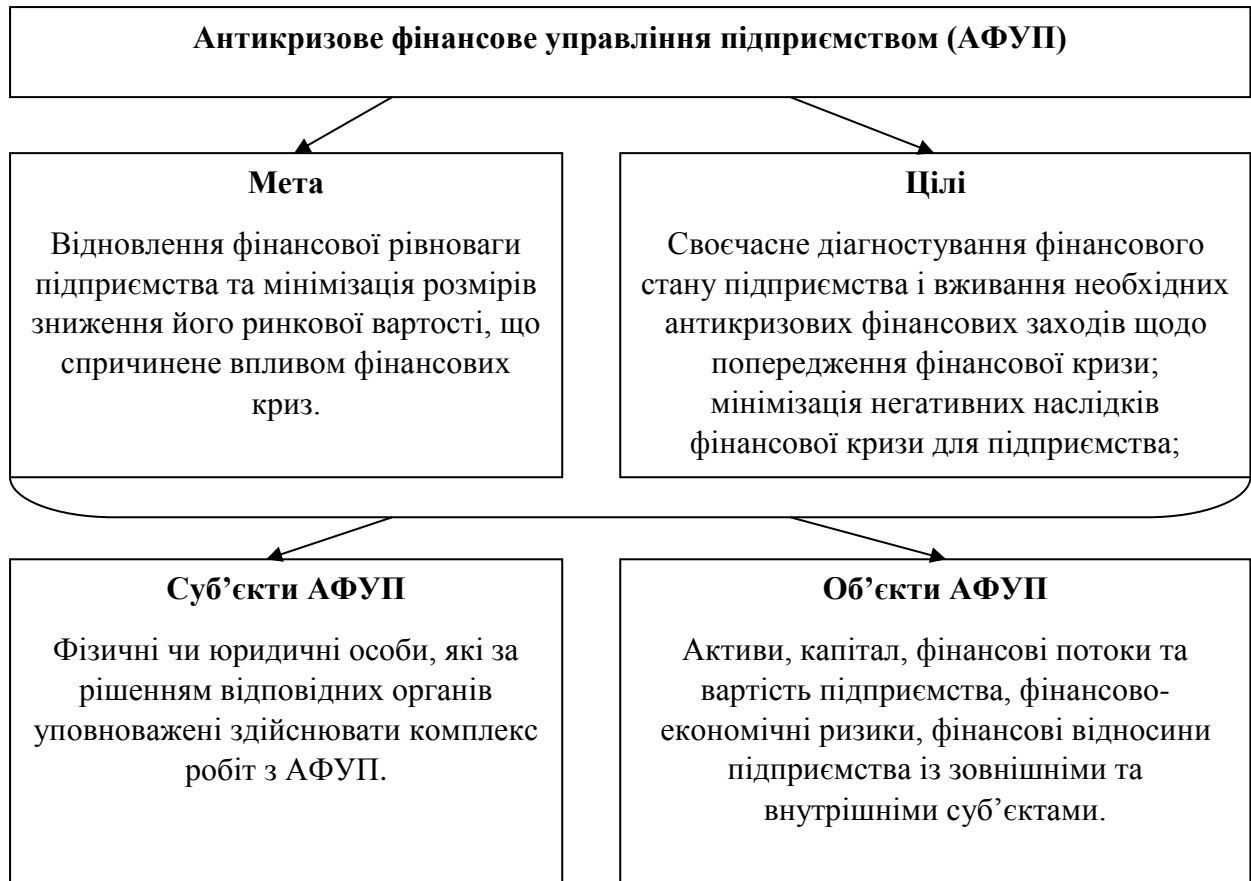 Антикризове фінансове управління підприємством (АФУП)
Мета
Відновлення фінансової рівноваги
підприємства та мінімізація розмірів
зниження його ринкової вартості, що
спричинене впливом фінансових
криз.
Цілі
Своєчасне діагностування фінансового
стану підприємства і вживання необхідних
антикризових фінансових заходів щодо
попередження фінансової кризи;
мінімізація негативних наслідків
фінансової кризи для підприємства;
Суб’єкти АФУП
Фізичні чи юридичні особи, які за
рішенням відповідних органів
уповноважені здійснювати комплекс
робіт з АФУП.
Об’єкти АФУП
Активи, капітал, фінансові потоки та
вартість підприємства, фінансово-
економічні ризики, фінансові відносини
підприємства із зовнішніми та
внутрішніми суб’єктами.